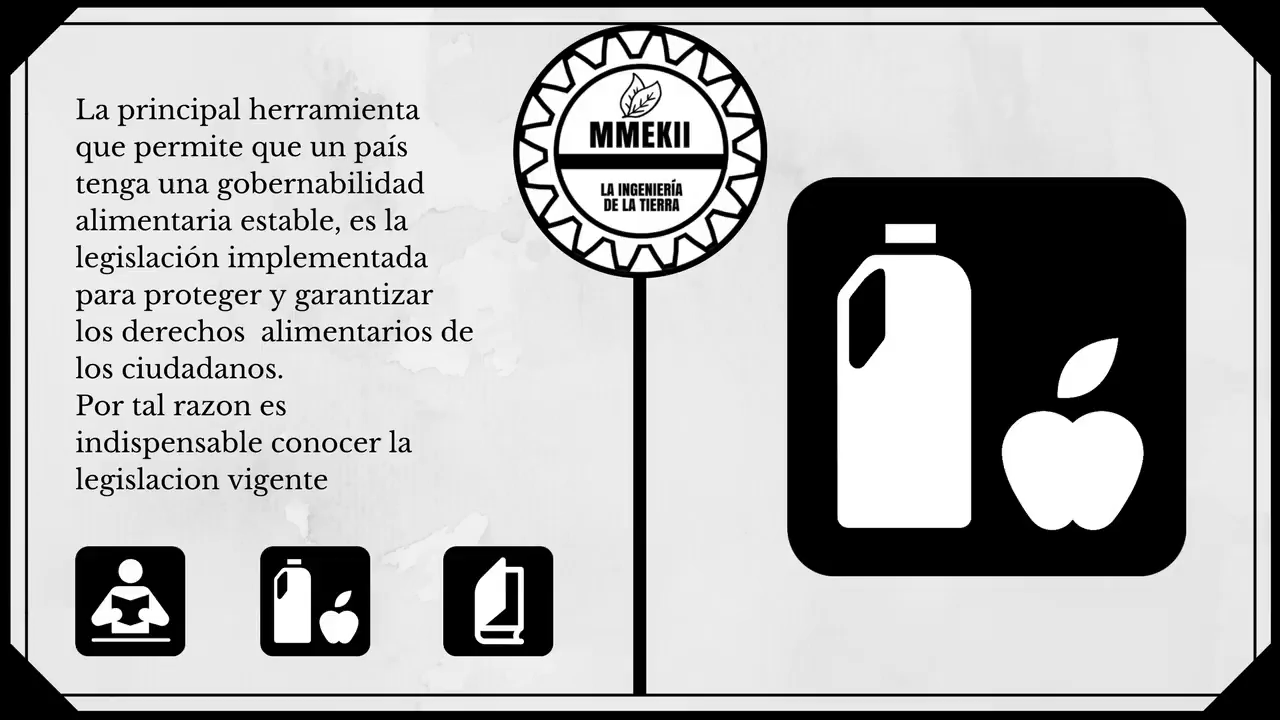 La principal herramienta
que permite que un país
tenga una gobernabilidad
alimentaria estable, es la
legislación implementada
para proteger y garantizar
los derechos  alimentarios de
los ciudadanos.
Por tal razon es
indispensable conocer la
legislacion vigente
MMEKII
LA INGENIERÍA
DE LA TIERRA